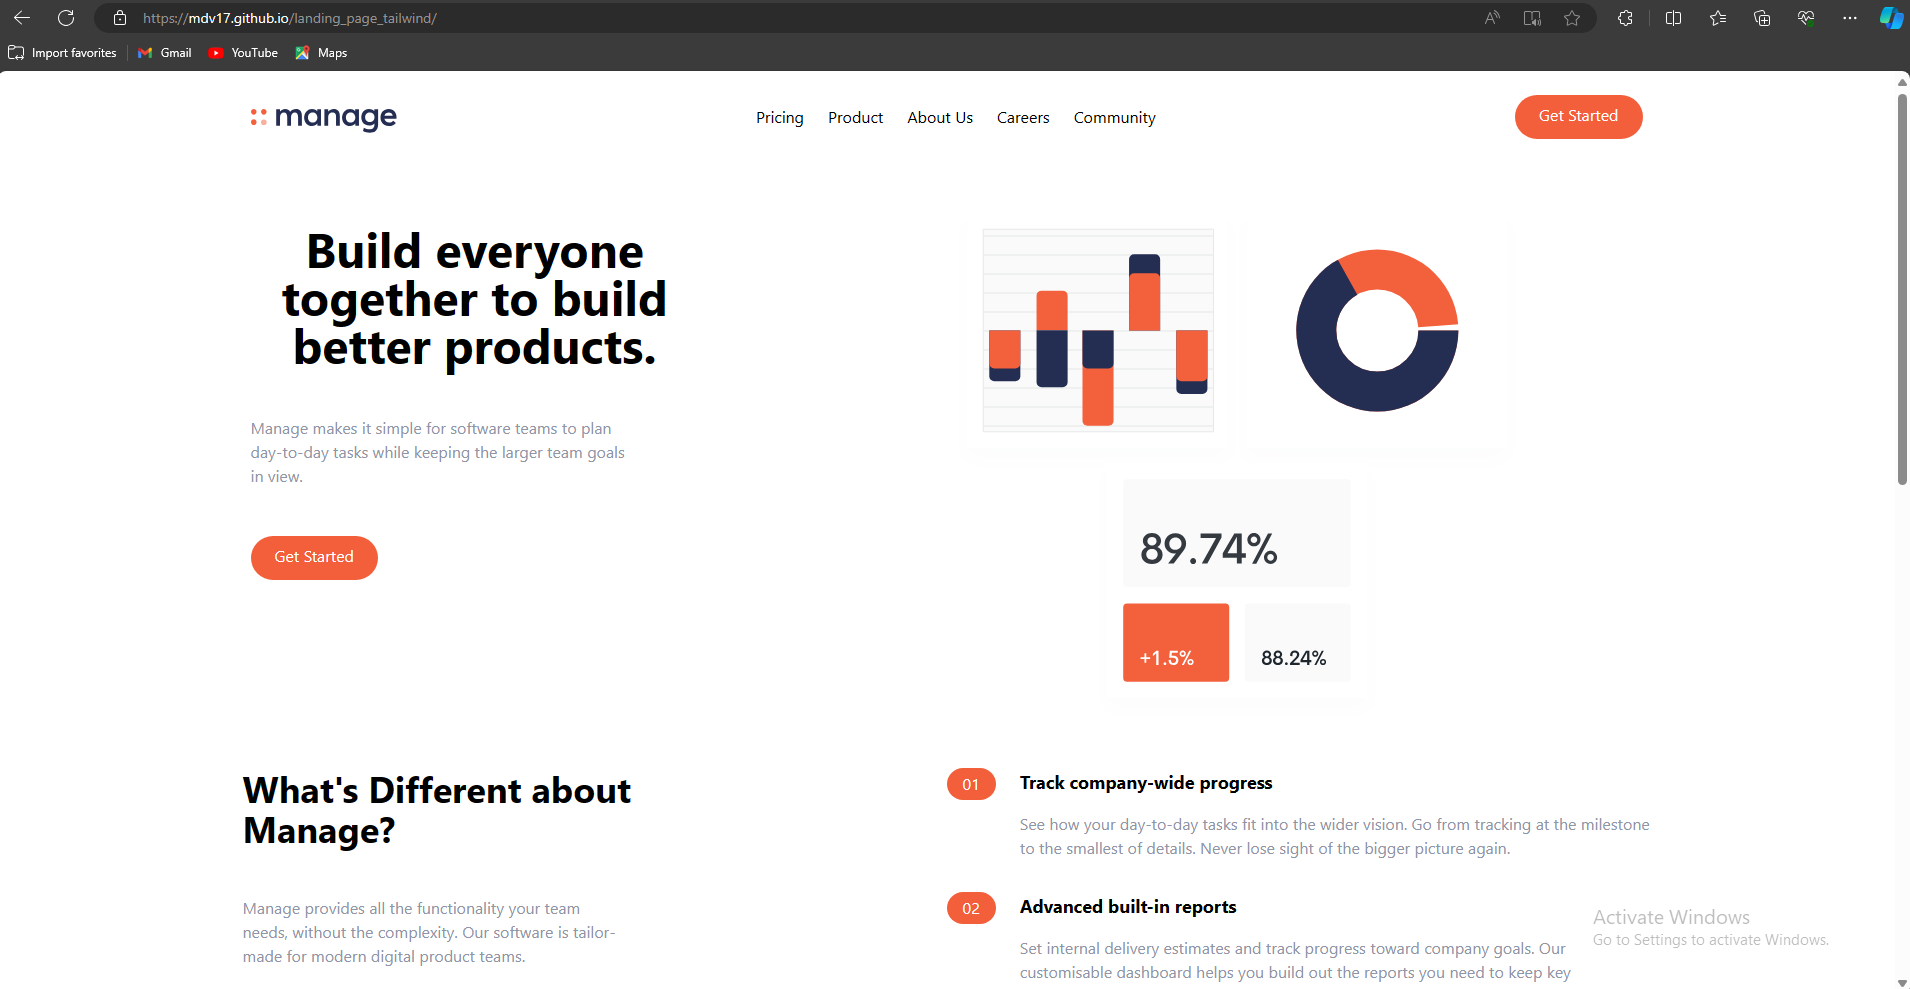 https://mdv17.github.io/landing_page_tailwind/
Import favorites
Gmail
YouTube
Maps
manage
Pricing
Product
About Us
Careers
Community
Get Started
Build everyone
together to build
better products.
Manage makes it simple for software teams to plan
day-to-day tasks while keeping the larger team goals
in view.
Get Started
89.74%
+1.5%
88.24%
What's Different about
Manage?
Manage provides all the functionality your team
needs, without the complexity. Our software is tailor-
made for modern digital product teams.
01
Track company-wide progress
See how your day-to-day tasks fit into the wider vision. Go from tracking at the milestone
to the smallest of details. Never lose sight of the bigger picture again.
02
Advanced built-in reports
Set internal delivery estimates and track progress toward company goals. Our
customisable dashboard helps you build out the reports you need to keep key
Activate Windows
Go to Settings to activate Windows.